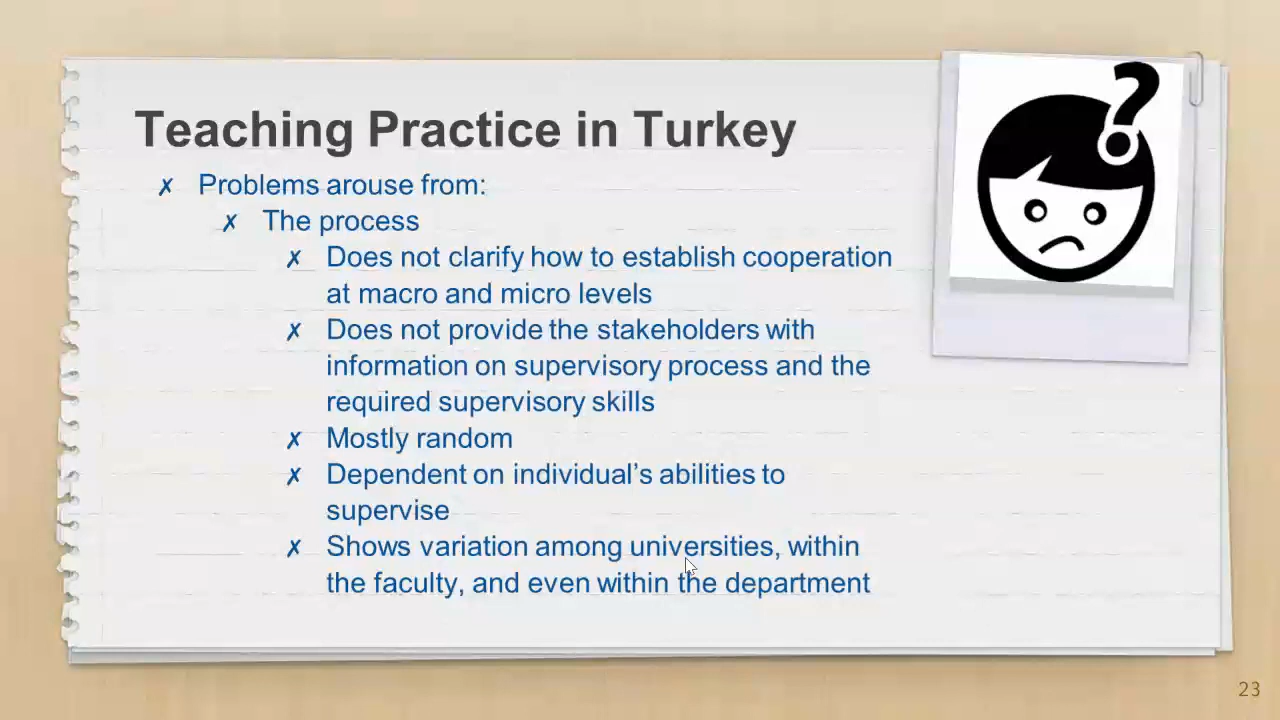 Teaching Practice in Turkey
✗ Problems arouse from:
✗ The process
✗ Does not clarify how to establish cooperation
at macro and micro levels
✗ Does not provide the stakeholders with
information on supervisory process and the
required supervisory skills
✗ Mostly random
✗ Dependent on individual’s abilities to
supervise
✗ Shows variation among universities, within
the faculty, and even within the department
?
23